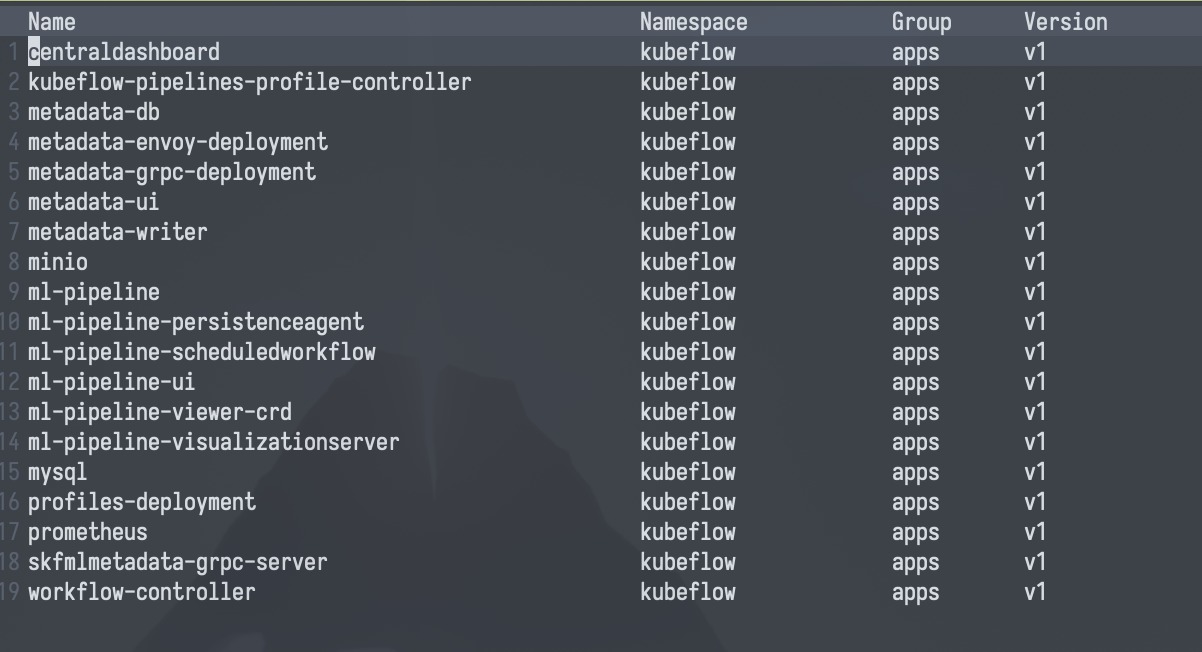 Name Namespace Group Version
1 centraldashboard kubeflow apps v1
2 kubeflow-pipelines-profile-controller kubeflow apps v1
3 metadata-db kubeflow apps v1
4 metadata-envoy-deployment kubeflow apps v1
5 metadata-grpc-deployment kubeflow apps v1
6 metadata-ui kubeflow apps v1
7 metadata-writer kubeflow apps v1
8 minio kubeflow apps v1
9 ml-pipeline kubeflow apps v1
10 ml-pipeline-persistenceagent kubeflow apps v1
11 ml-pipeline-scheduledworkflow kubeflow apps v1
12 ml-pipeline-ui kubeflow apps v1
13 ml-pipeline-viewer-crd kubeflow apps v1
14 ml-pipeline-visualizationserver kubeflow apps v1
15 mysql kubeflow apps v1
16 profiles-deployment kubeflow apps v1
17 prometheus kubeflow apps v1
18 skfmlmetadata-grpc-server kubeflow apps v1
19 workflow-controller kubeflow apps v1